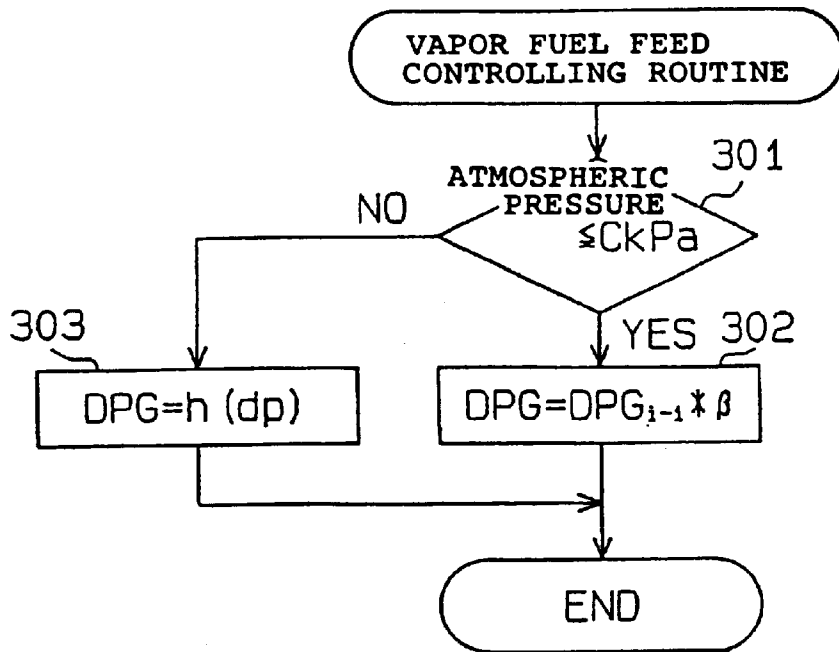 VAPOR FUEL FEED
CONTROLLING ROUTINE
301
ATMOSPHERIC
PRESSURE
≦CkPa
NO
YES
303
302
DPG=h(dp)
DPG=DPGi-1*β
END